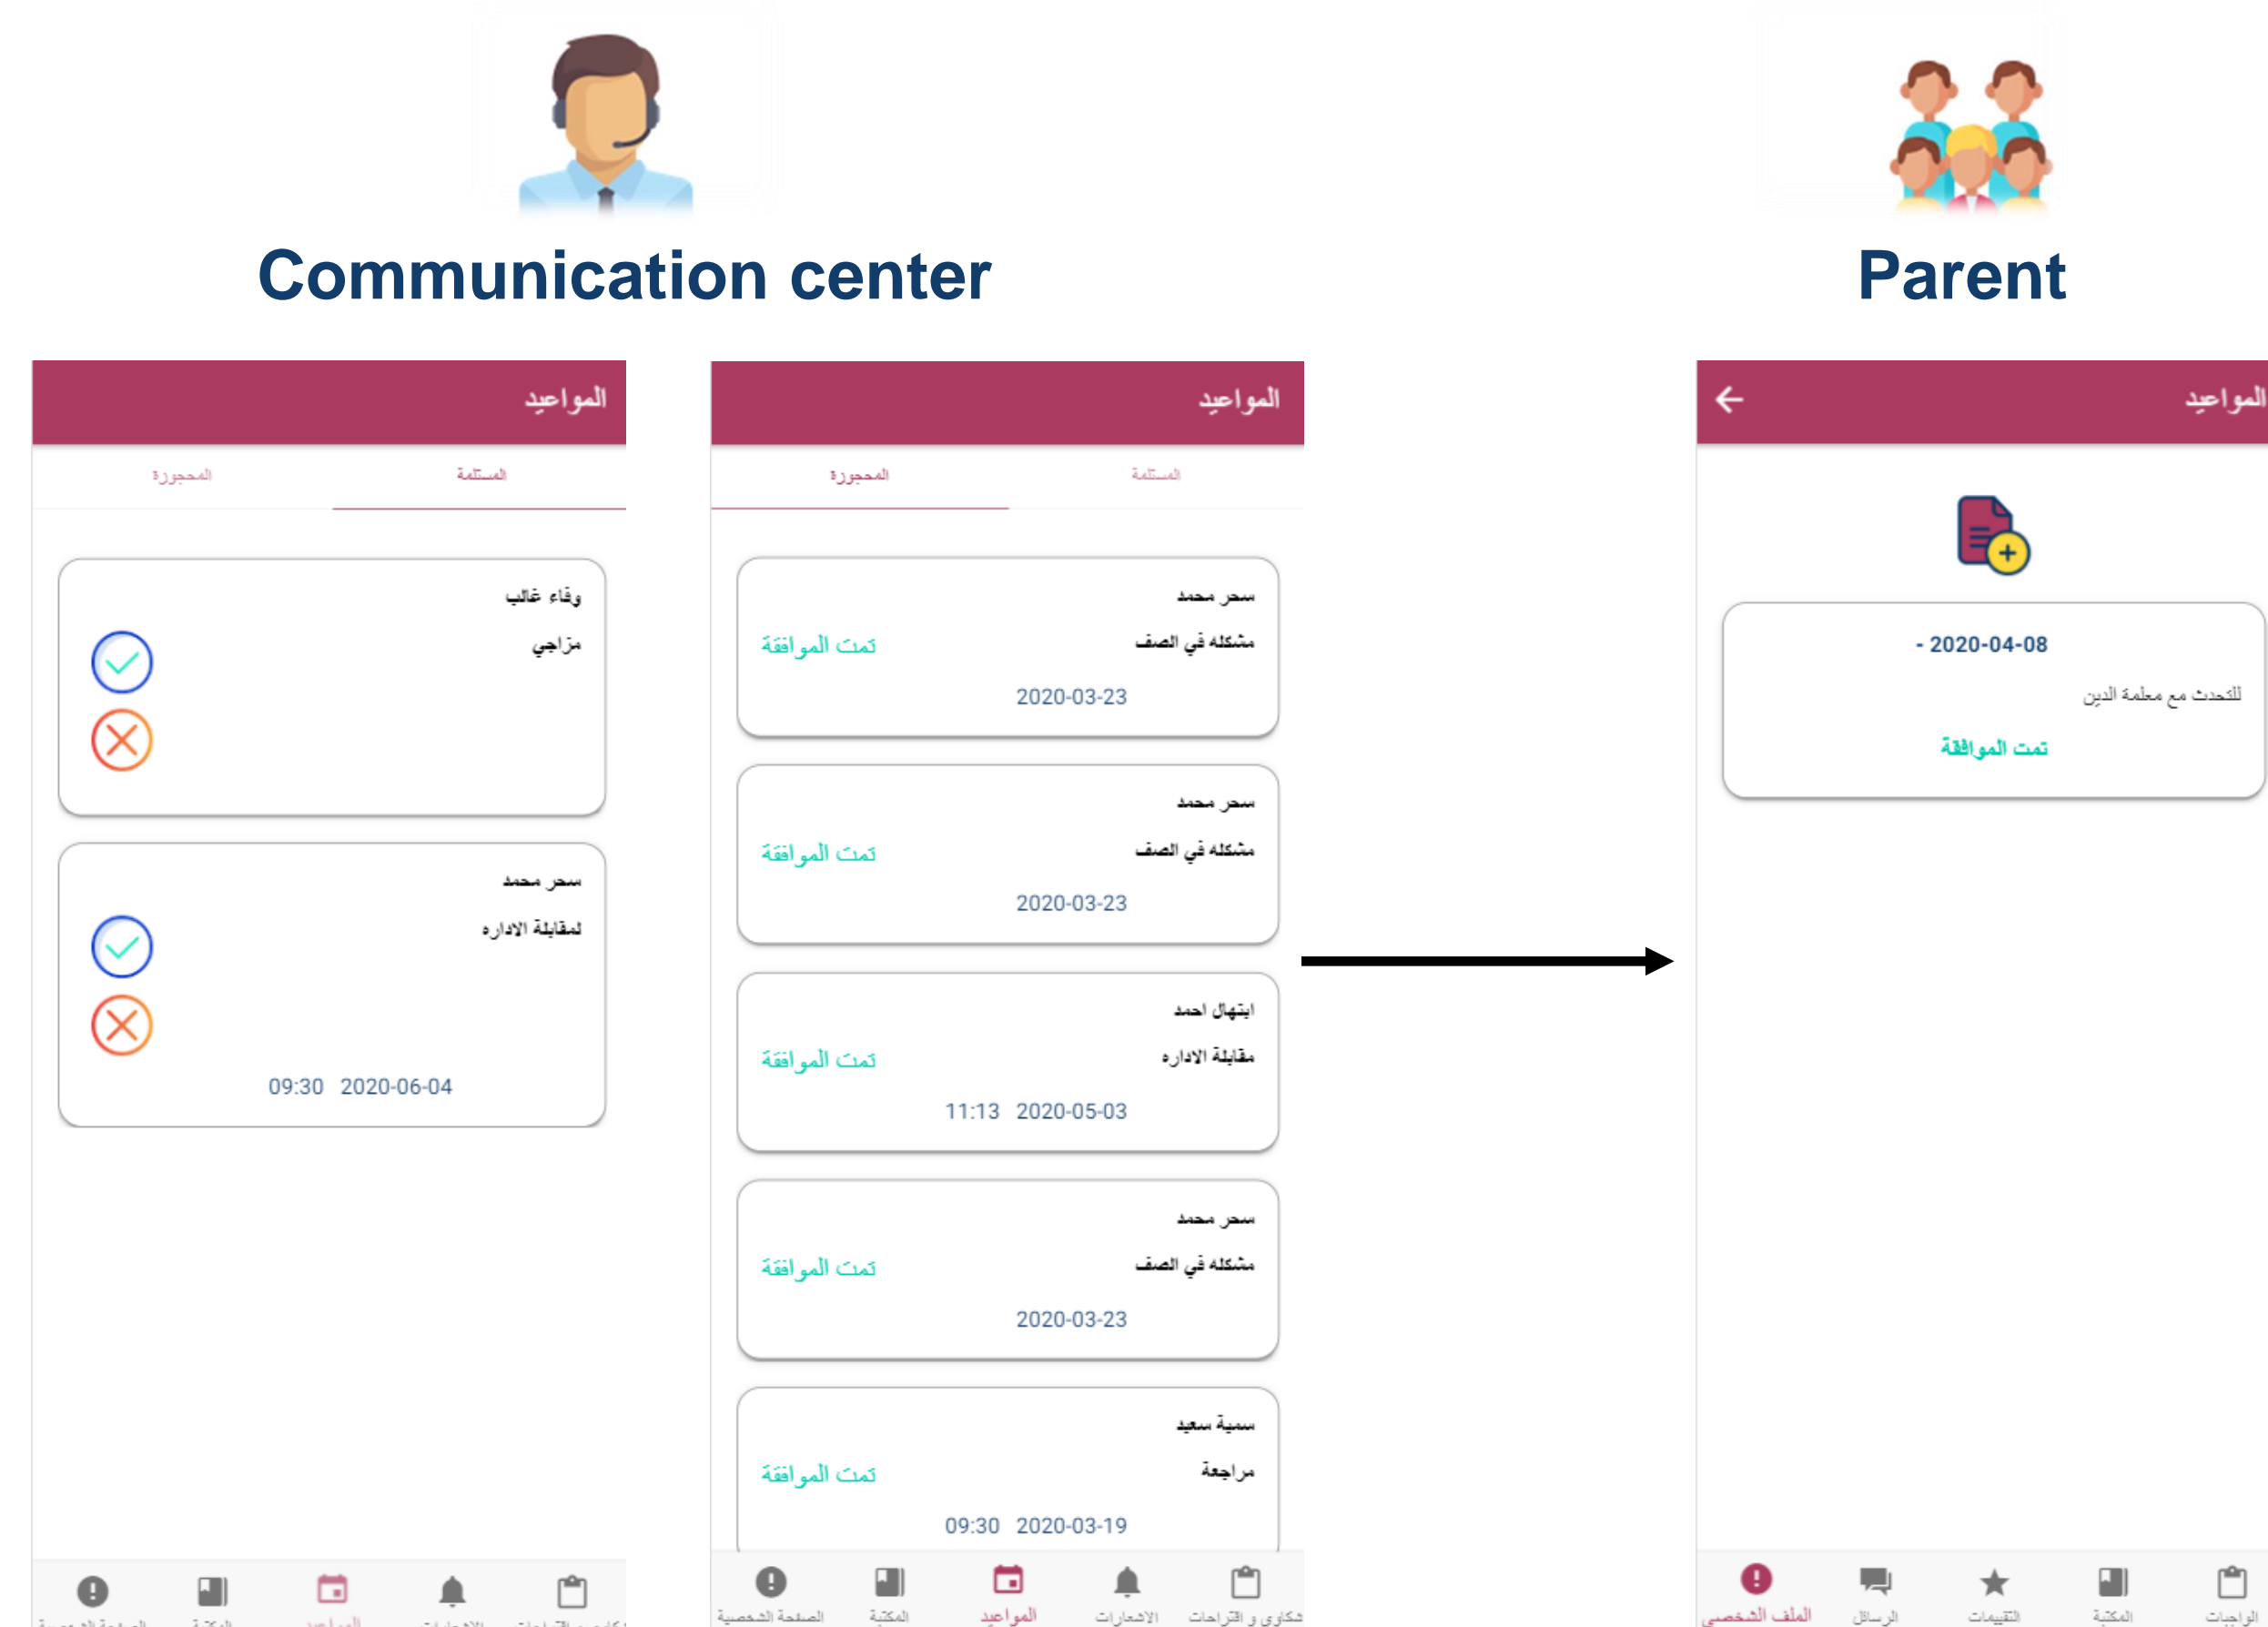 Communication center
Parent
المواعيد
المستلمة
المحجوزة
وفاء غالب
مزاجي
سحر محمد
لمقابلة الاداره
09:30 2020-06-04
المواعيد
المستلمة
المحجوزة
سحر محمد
مشكله في الصف
تمت الموافقة
2020-03-23
سحر محمد
مشكله في الصف
تمت الموافقة
2020-03-23
ابتهال احمد
مقابلة الاداره
تمت الموافقة
11:13 2020-05-03
سحر محمد
مشكله في الصف
تمت الموافقة
2020-03-23
سمية سعيد
مراجعة
تمت الموافقة
09:30 2020-03-19
شكاوى و اقتراحات
الاشعارات
المواعيد
المكتبة
الصفحة الشخصية
المواعيد
2020-04-08 -
للتحدث مع معلمة الدين
تمت الموافقة
الواجبات
المكتبة
التقييمات
الرسائل
الملف الشخصي